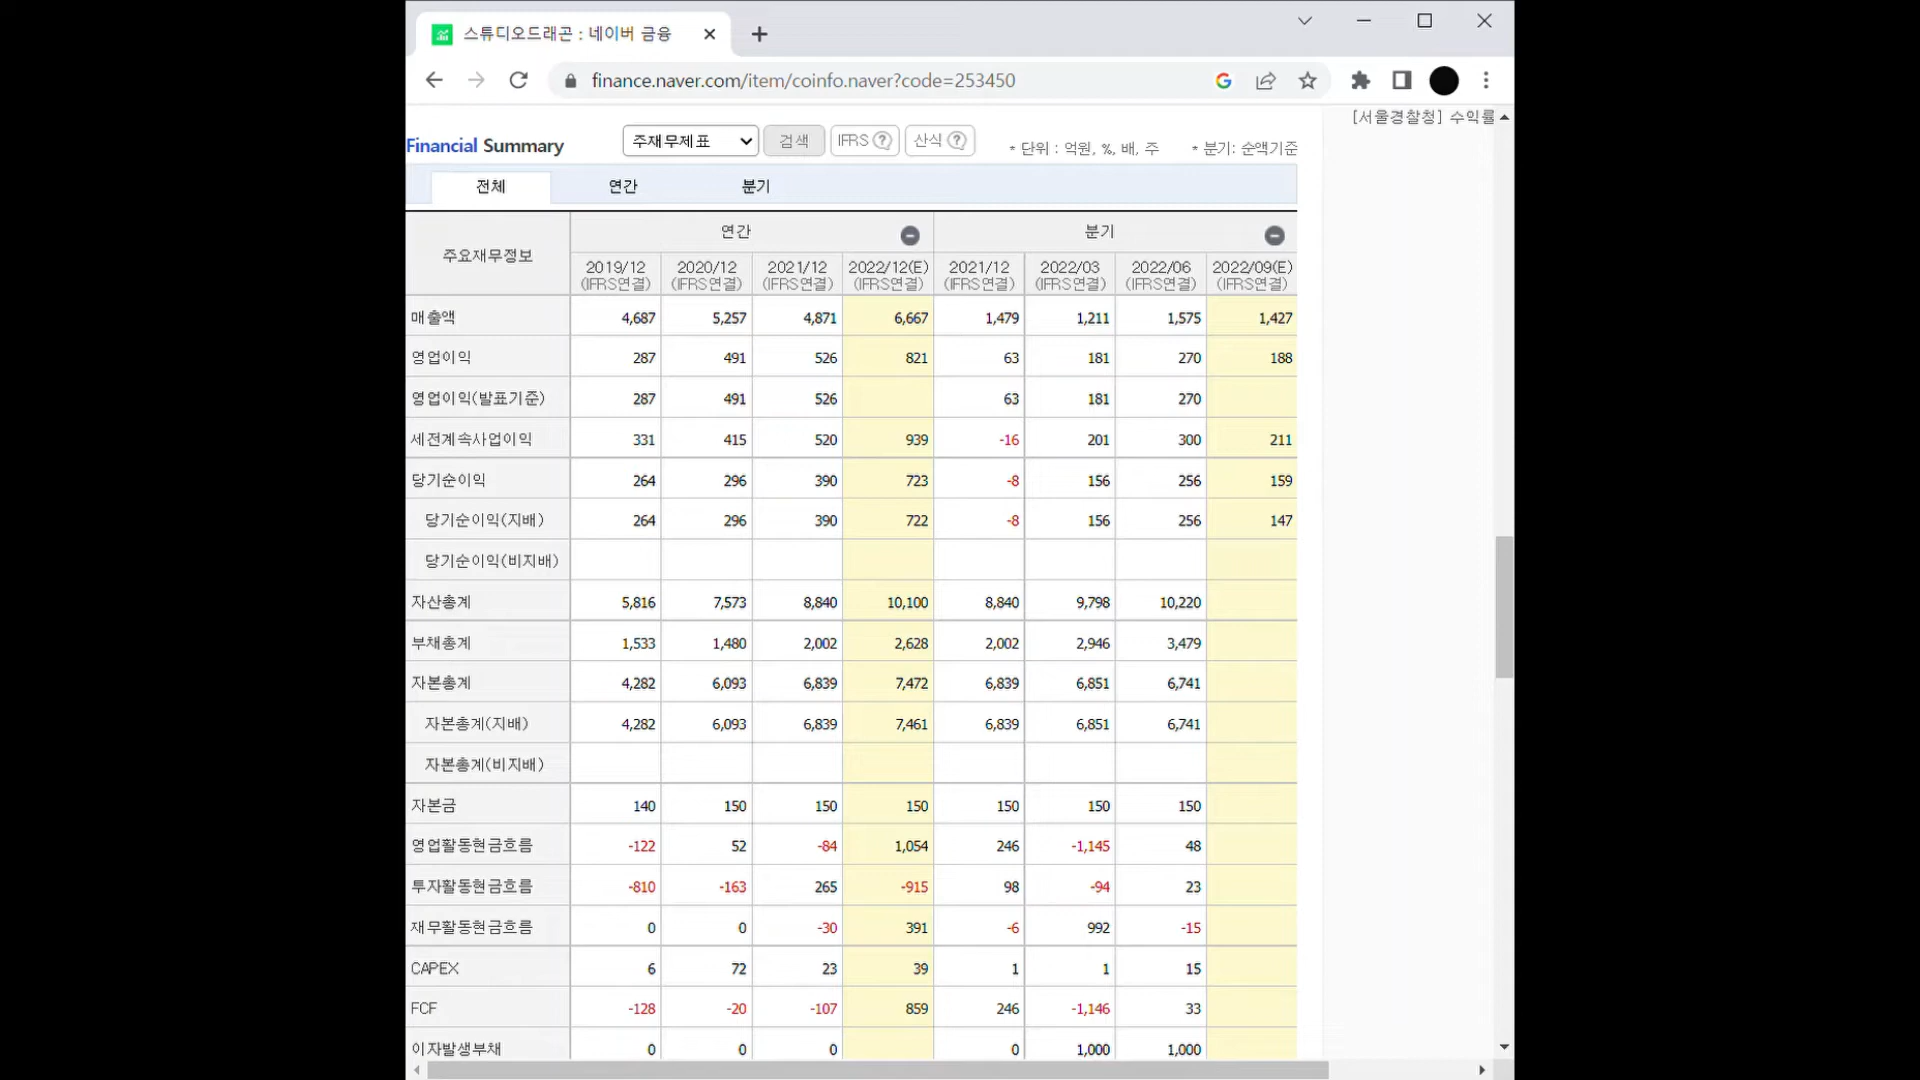 스튜디오드래곤 : 네이버 금융
finance.naver.com/item/coinfo.naver?code=253450
[서울경찰청] 수익률
Financial Summary
주재무제표
검색
IFRS ?
산식 ?
* 단위 : 억원, %, 배, 주
* 분기: 순액기준
전체 연간 분기
주요재무정보 연간 분기
2019/12 2020/12 2021/12 2022/12(E) 2021/12 2022/03 2022/06 2022/09(E)
(IFRS연결) (IFRS연결) (IFRS연결) (IFRS연결) (IFRS연결) (IFRS연결) (IFRS연결) (IFRS연결)
매출액 4,687 5,257 4,871 6,667 1,479 1,211 1,575 1,427
영업이익 287 491 526 821 63 181 270 188
영업이익(발표기준) 287 491 526 63 181 270
세전계속사업이익 331 415 520 939 -16 201 300 211
당기순이익 264 296 390 723 -8 156 256 159
당기순이익(지배) 264 296 390 722 -8 156 256 147
당기순이익(비지배)
자산총계 5,816 7,573 8,840 10,100 8,840 9,798 10,220
부채총계 1,533 1,480 2,002 2,628 2,002 2,946 3,479
자본총계 4,282 6,093 6,839 7,472 6,839 6,851 6,741
자본총계(지배) 4,282 6,093 6,839 7,461 6,839 6,851 6,741
자본총계(비지배)
자본금 140 150 150 150 150 150 150
영업활동현금흐름 -122 52 -84 1,054 246 -1,145 48
투자활동현금흐름 -810 -163 265 -915 98 -94 23
재무활동현금흐름 0 0 -30 391 -6 992 -15
CAPEX 6 72 23 39 1 1 15
FCF -128 -20 -107 859 246 -1,146 33
이자발생부채 0 0 0 0 1,000 1,000